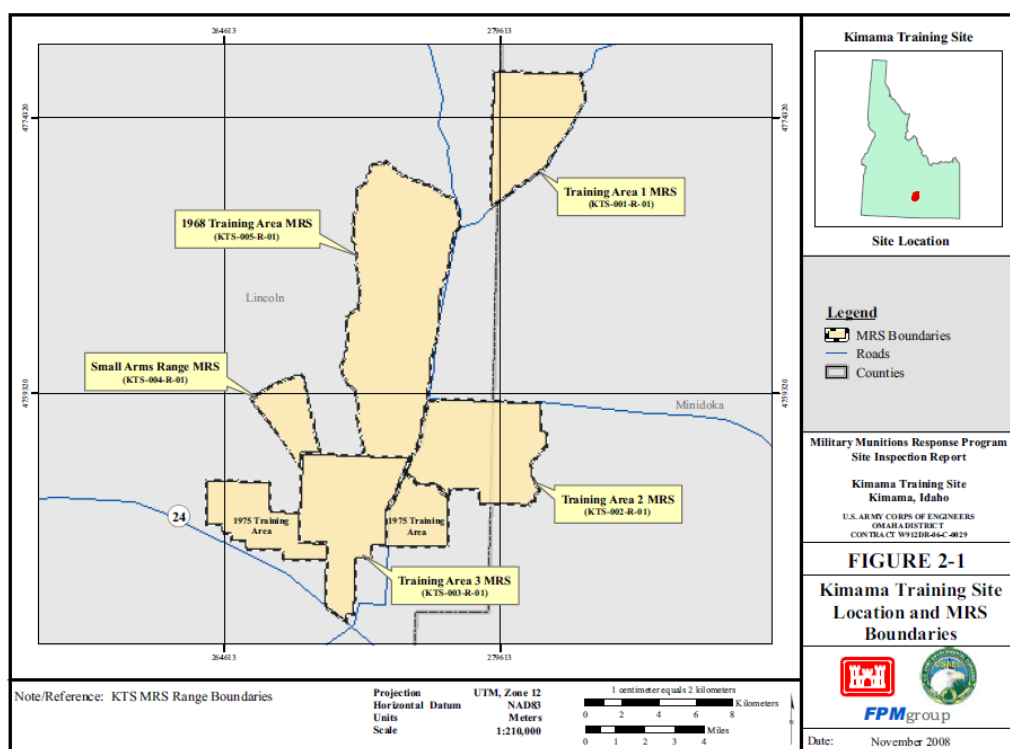 264613
279613
4774320
4774320
Training Area 1 MRS
(KTS-001-R-01)
1968 Training Area MRS
(KTS-005-R-01)
Lincoln
Small Arms Range MRS
(KTS-004-R-01)
4759320
4759320
Minidoka
Training Area 2 MRS
(KTS-002-R-01)
1975 Training
Area
1975 Training
Area
24
Training Area 3 MRS
(KTS-003-R-01)
264613
279613
Kimama Training Site
Site Location
Legend
MRS Boundaries
Roads
Counties
Military Munitions Response Program
Site Inspection Report
Kimama Training Site
Kimama, Idaho
U.S. ARMY CORPS OF ENGINEERS
OMAHA DISTRICT
CONTRACT W912DR-06-C-0029
FIGURE 2-1
Kimama Training Site
Location and MRS
Boundaries
FPMgroup
Date: November 2008
Note/Reference: KTS MRS Range Boundaries
Projection UTM, Zone 12
Horizontal Datum NAD83
Units Meters
Scale 1:210,000
1 centimeter equals 2 kilometers
Kilometers
0 2 4 6 8
Miles
0 1 2 3 4